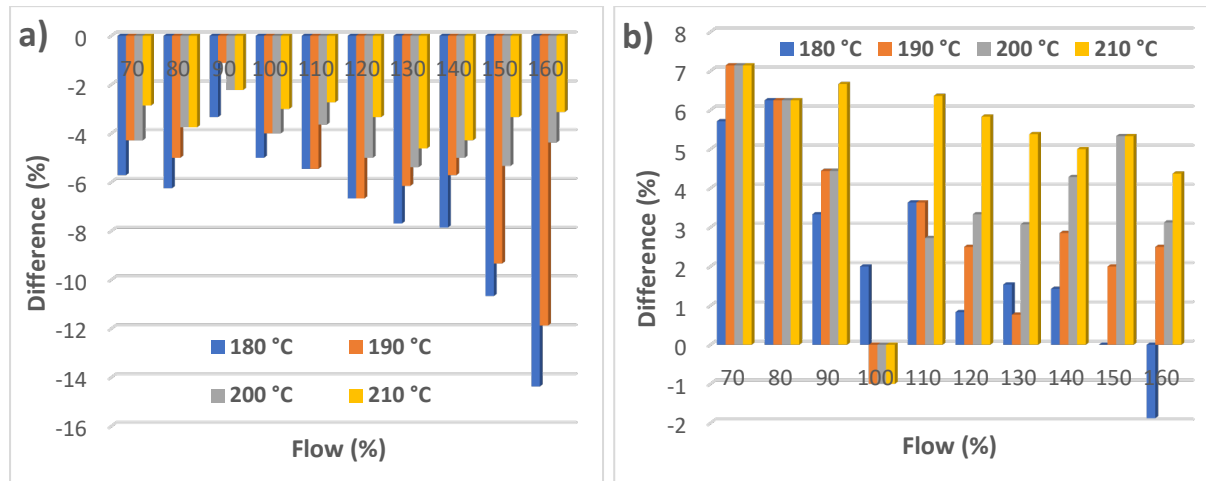 a)
0
70 80 90 100 110 120 130 140 150 160
-2
-4
-6
-8
-10
-12
-14
-16
Difference (%)
180 °C 190 °C
200 °C 210 °C
Flow (%)
b)
180 °C 190 °C 200 °C 210 °C
8
7
6
5
4
3
2
1
0
-1
-2
Difference (%)
70 80 90 100 110 120 130 140 150 160
Flow (%)